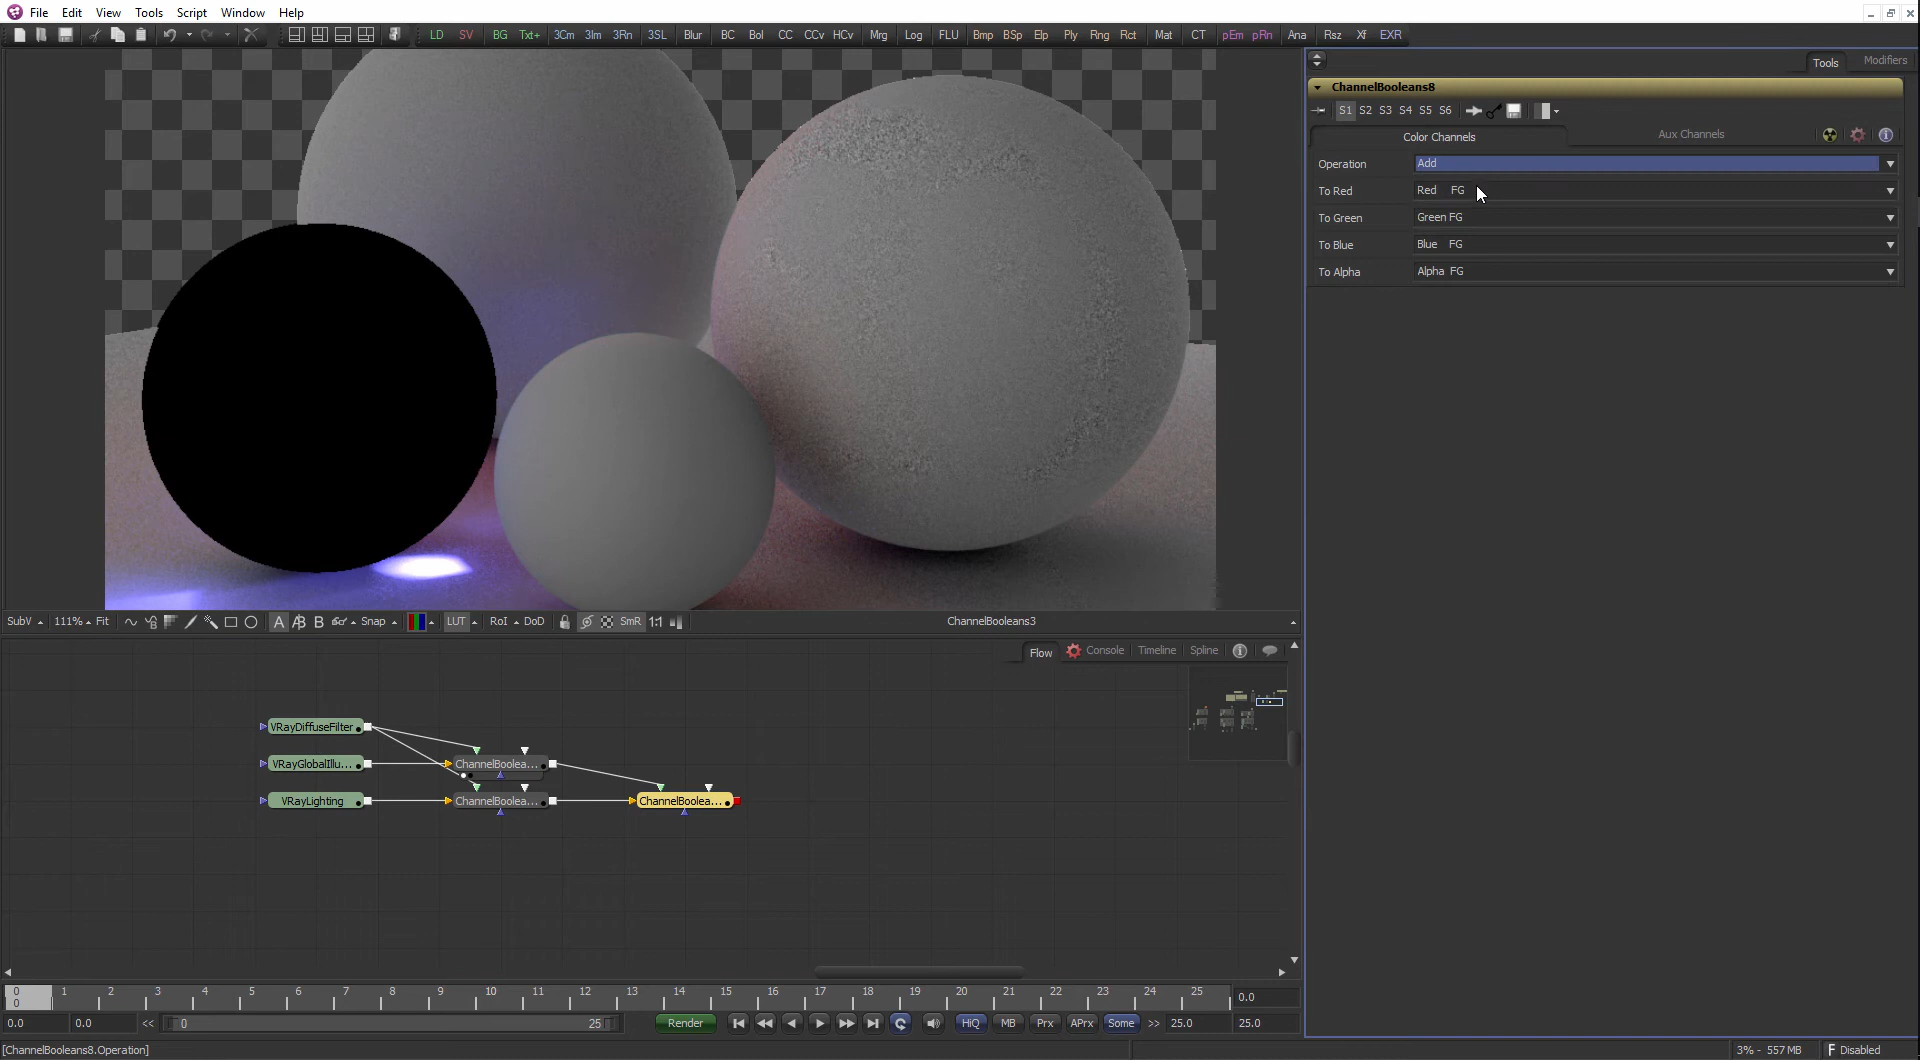 File Edit View Tools Script Window Help
LD SV BG Txt+ 3Cm 3Im 3Rn 3SL Blur BC Bol CC CCv HCv Mrg Log FLU Bmp BSp Elp Ply Rng Rct Mat CT pEm pRn Ana Rsz Xf EXR
Tools Modifiers
ChannelBooleans8
S1 S2 S3 S4 S5 S6
Color Channels Aux Channels
Operation Add
To Red Red FG
To Green Green FG
To Blue Blue FG
To Alpha Alpha FG
SubV 111% Fit A B Snap LUT RoI DoD SmR 1:1 ChannelBooleans3
Flow Console Timeline Spline
VRayDiffuseFilter
VRayGlobalIllu... ChannelBoolea...
VRayLighting ChannelBoolea... ChannelBoolea...
0 1 2 3 4 5 6 7 8 9 10 11 12 13 14 15 16 17 18 19 20 21 22 23 24 25 0.0
0
0.0 0.0 << 0 25 Render HiQ MB Prx APrx Some >> 25.0 25.0
[ChannelBooleans8.Operation] 3% - 557 MB F Disabled